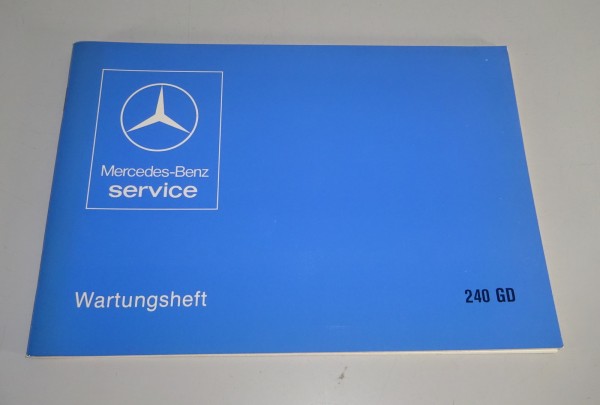 Mercedes-Benz
service
Wartungsheft
240 GD